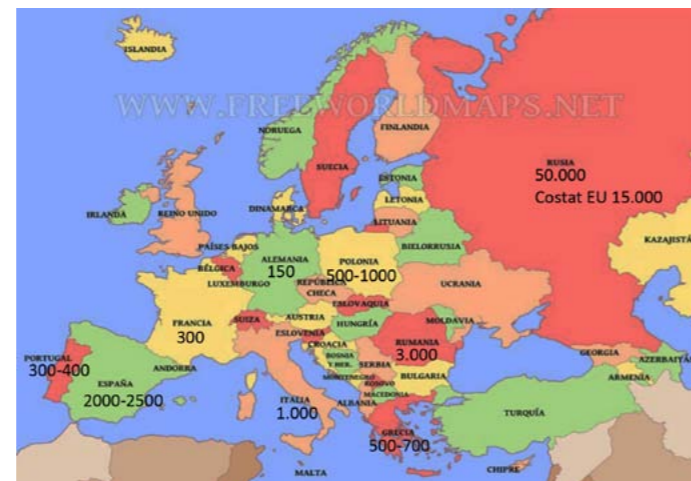 ISLANDIA
WWW.FREEWORLDMAPS.NET
NORUEGA
FINLANDIA
SUECIA
RUSIA
50.000
Costat EU 15.000
ESTONIA
LETONIA
DINAMARCA
LITUANIA
IRLANDA
REINO UNIDO
PAÍSES BAJOS
BIELORRUSIA
KAZAJISTÁ
ALEMANIA
150
POLONIA
500-1000
BÉLGICA
LUXEMBURGO
REPÚBLICA
CHECA
UCRANIA
ESLOVAQUIA
FRANCIA
300
SUIZA
AUSTRIA
HUNGRÍA
MOLDAVIA
ESLOVENIA
CROACIA
RUMANIA
3.000
PORTUGAL
300-400
ANDORRA
BOSNIA
Y HER.
SERBIA
GEORGIA
AZERBAIYÁN
ARMENIA
ESPAÑA
2000-2500
MONTENEGRO
KOSOVO
BULGARIA
MACEDONIA
ITALIA
1.000
ALBANIA
TURQUÍA
GRECIA
500-700
MALTA
CHIPRE